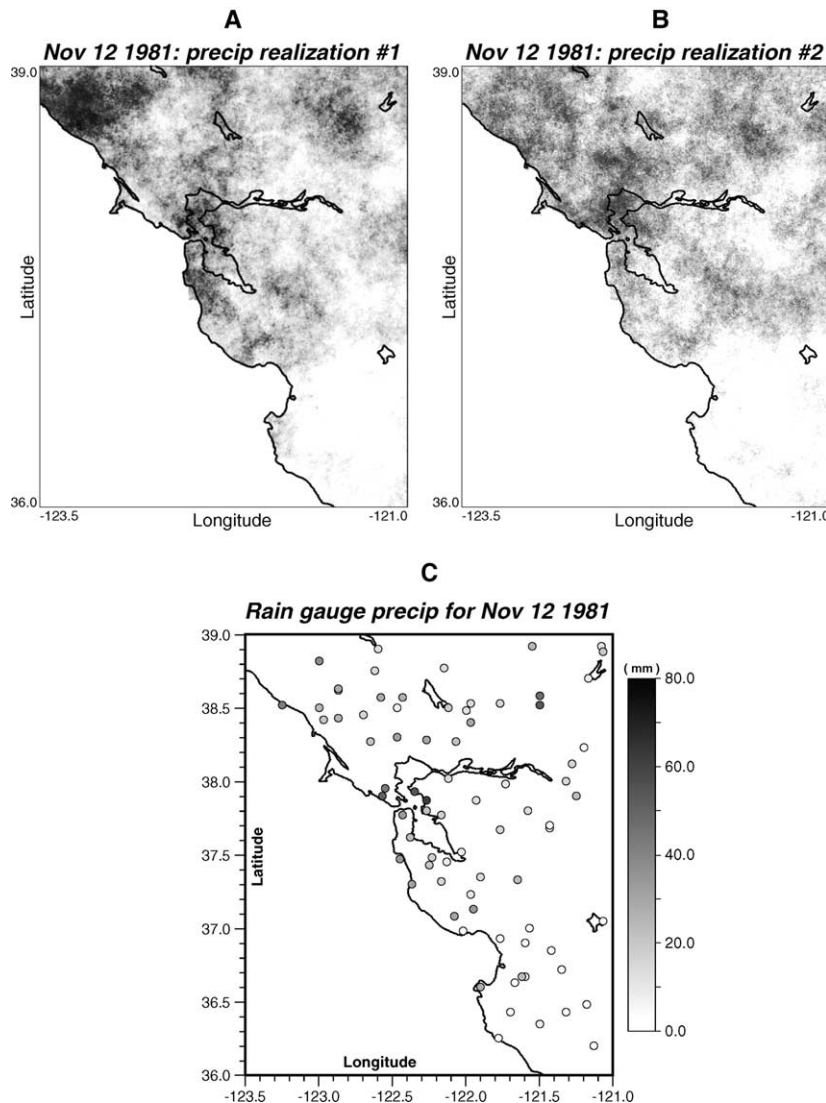 A
Nov 12 1981: precip realization #1
39.0
Latitude
36.0
-123.5
Longitude
-121.0
B
Nov 12 1981: precip realization #2
39.0
Latitude
36.0
-123.5
Longitude
-121.0
C
Rain gauge precip for Nov 12 1981
39.0
38.5
38.0
37.5
37.0
36.5
36.0
Latitude
Longitude
-123.5 -123.0 -122.5 -122.0 -121.5 -121.0
(mm)
80.0
60.0
40.0
20.0
0.0